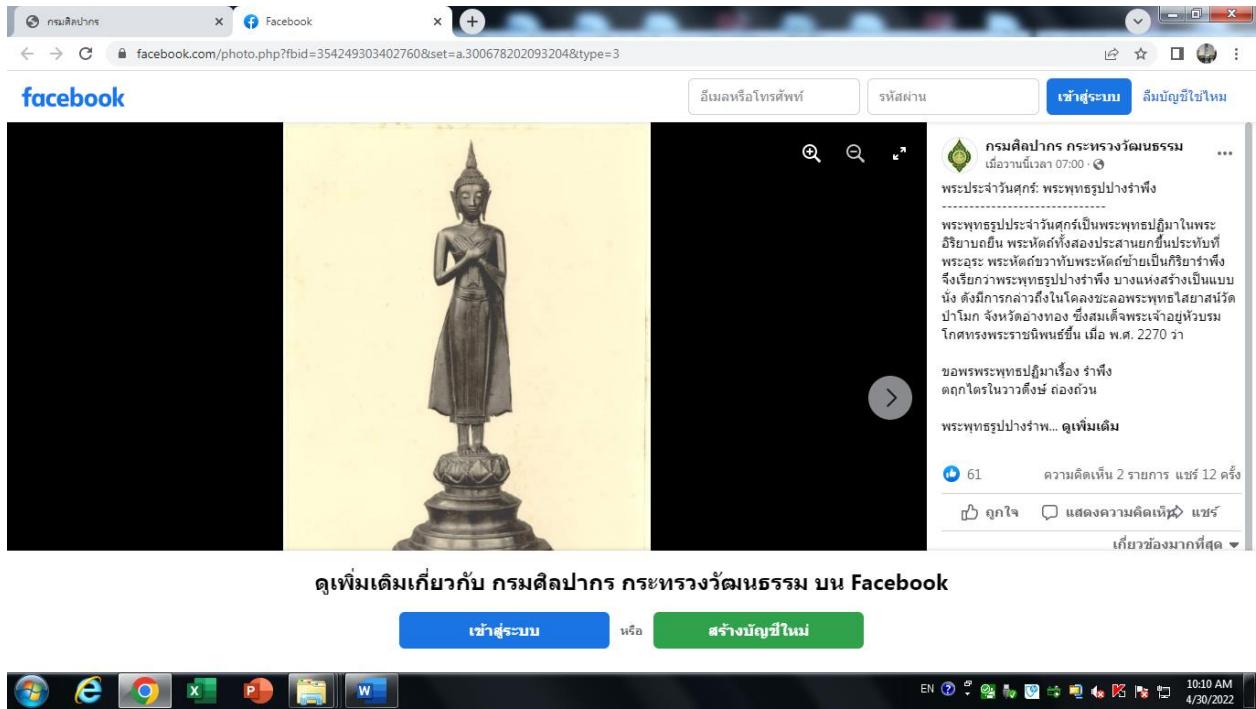 กรมศิลปากร
Facebook
facebook.com/photo.php?fbid=354249303402760&set=a.300678202093204&type=3
facebook
อีเมลหรือโทรศัพท์
รหัสผ่าน
เข้าสู่ระบบ
ลืมบัญชีใช่ไหม
กรมศิลปากร กระทรวงวัฒนธรรม
เมื่อวานนี้เวลา 07:00
พระประจำวันศุกร์: พระพุทธรูปปางรำพึง
------------------------------
พระพุทธรูปประจำวันศุกร์เป็นพระพุทธปฏิมาในพระ
อิริยาบถยืน พระหัตถ์ทั้งสองประสานยกขึ้นประทับที่
พระอุระ พระหัตถ์ขวาทับพระหัตถ์ซ้ายเป็นกิริยารำพึง
จึงเรียกว่าพระพุทธรูปปางรำพึง บางแห่งสร้างเป็นแบบ
นั่ง ดังมีการกล่าวถึงในโคลงชะลอพระพุทธไสยาสน์วัด
ป่าโมก จังหวัดอ่างทอง ซึ่งสมเด็จพระเจ้าอยู่หัวบรม
โกศทรงพระราชนิพนธ์ขึ้น เมื่อ พ.ศ. 2270 ว่า
ขอพรพระพุทธปฏิมาเรื่อง รำพึง
ตฤกไตรในวาวดึงษ์ ถ่องถ้วน
พระพุทธรูปปางรำพ... ดูเพิ่มเติม
61
ความคิดเห็น 2 รายการ แชร์ 12 ครั้ง
ถูกใจ
แสดงความคิดเห็น
แชร์
เกี่ยวข้องมากที่สุด
ดูเพิ่มเติมเกี่ยวกับ กรมศิลปากร กระทรวงวัฒนธรรม บน Facebook
เข้าสู่ระบบ หรือ สร้างบัญชีใหม่
EN
10:10 AM
4/30/2022